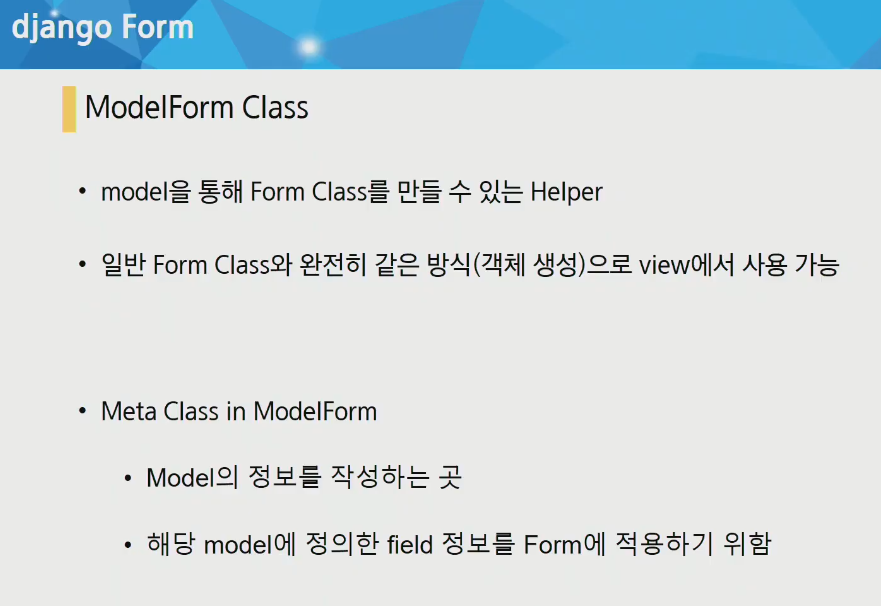 django Form
ModelForm Class
• model을 통해 Form Class를 만들 수 있는 Helper
• 일반 Form Class와 완전히 같은 방식(객체 생성)으로 view에서 사용 가능
• Meta Class in ModelForm
• Model의 정보를 작성하는 곳
• 해당 model에 정의한 field 정보를 Form에 적용하기 위함